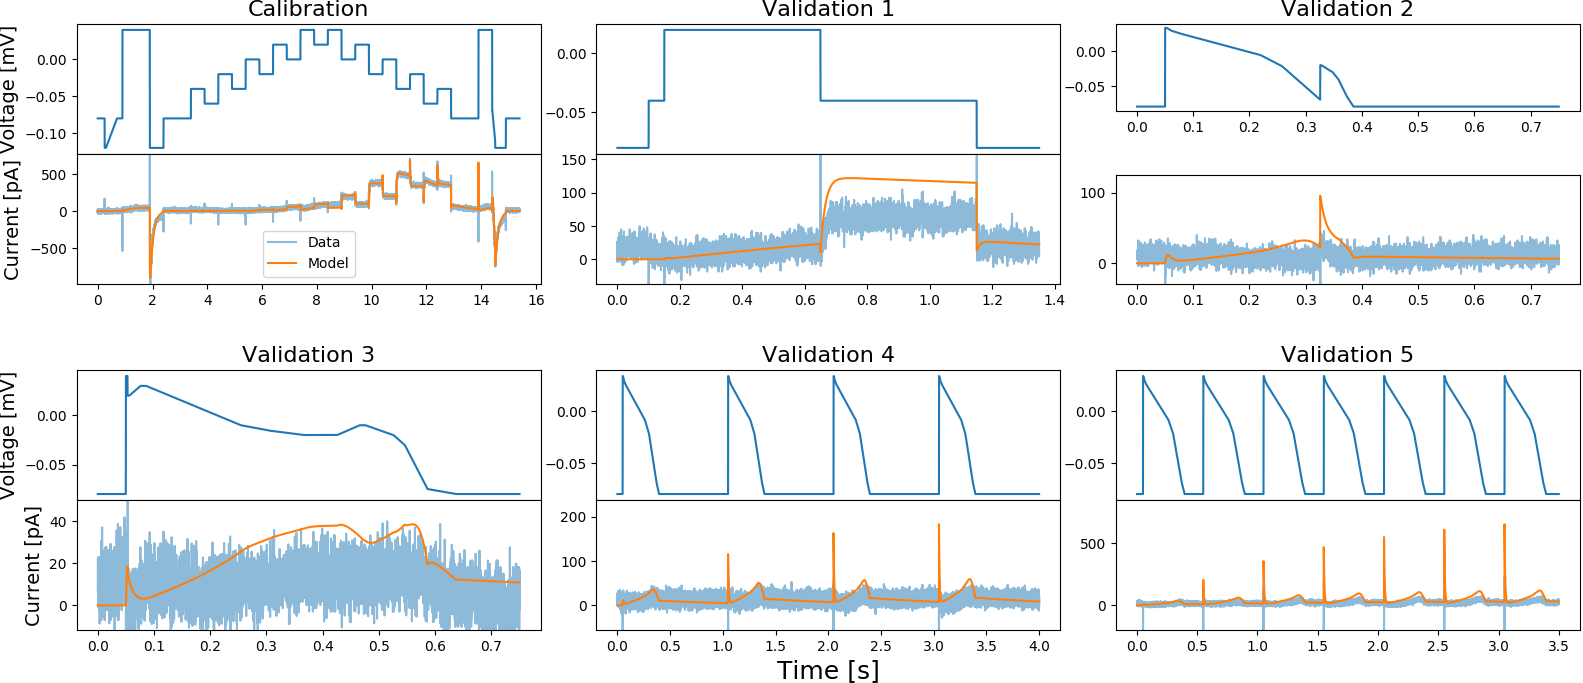 Calibration
Validation 1
Validation 2
Voltage [mV]
0.00
−0.05
−0.10
0.00
−0.05
0.00
−0.05
0.0 0.1 0.2 0.3 0.4 0.5 0.6 0.7
Current [pA]
500
0
−500
Data
Model
0 2 4 6 8 10 12 14 16
150
100
50
0
0.0 0.2 0.4 0.6 0.8 1.0 1.2 1.4
100
0
0.0 0.1 0.2 0.3 0.4 0.5 0.6 0.7
Validation 3
Validation 4
Validation 5
Voltage [mV]
0.00
−0.05
0.00
−0.05
0.00
−0.05
Current [pA]
40
20
0
0.0 0.1 0.2 0.3 0.4 0.5 0.6 0.7
200
100
0
0.0 0.5 1.0 1.5 2.0 2.5 3.0 3.5 4.0
500
0
0.0 0.5 1.0 1.5 2.0 2.5 3.0 3.5
Time [s]